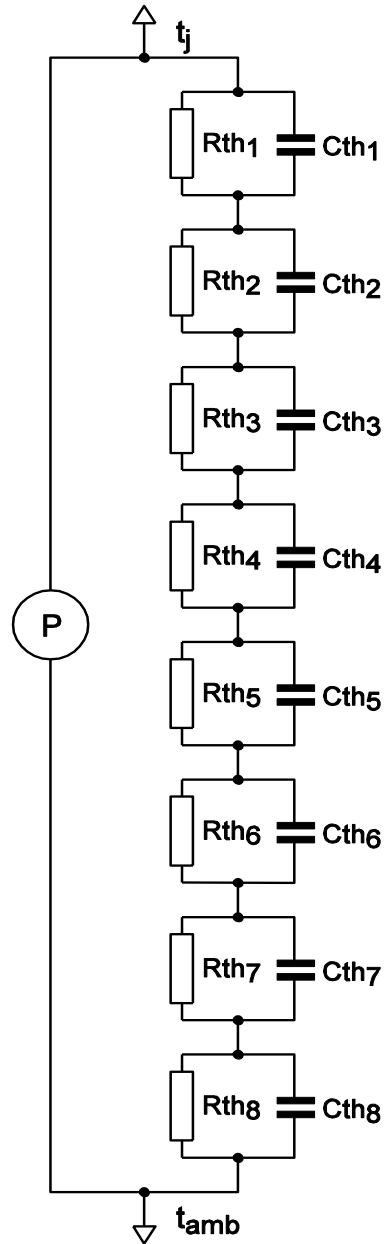 tj
Rth1 Cth1
Rth2 Cth2
Rth3 Cth3
Rth4 Cth4
P
Rth5 Cth5
Rth6 Cth6
Rth7 Cth7
Rth8 Cth8
tamb